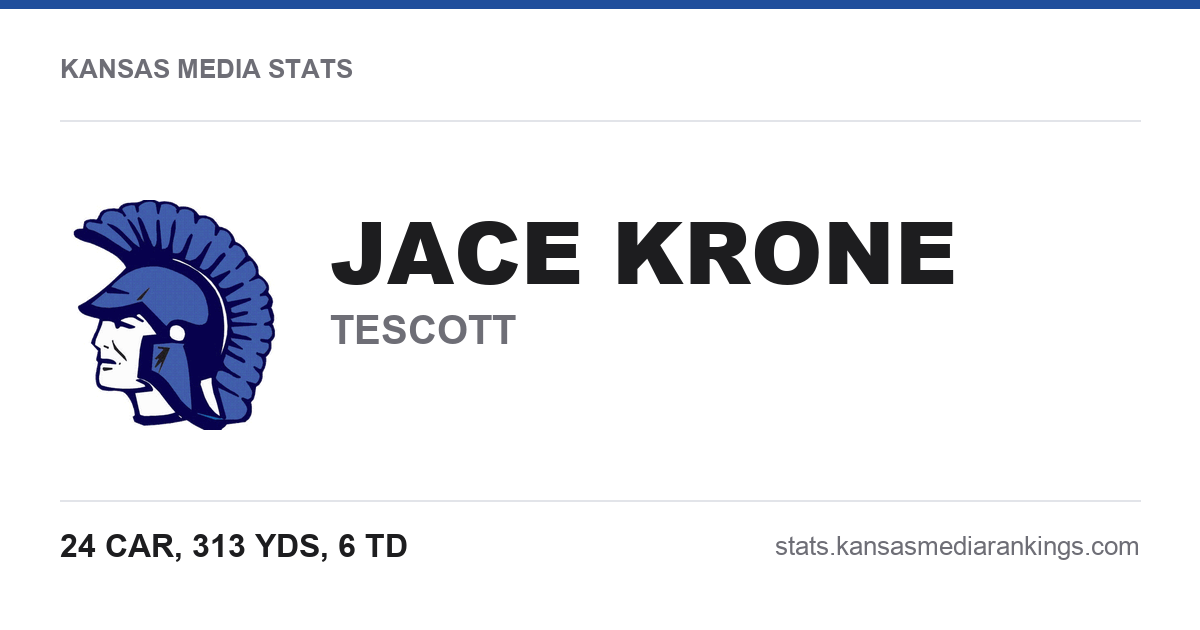 KANSAS MEDIA STATS
JACE KRONE
TESCOTT
24 CAR, 313 YDS, 6 TD
stats.kansasmediarankings.com